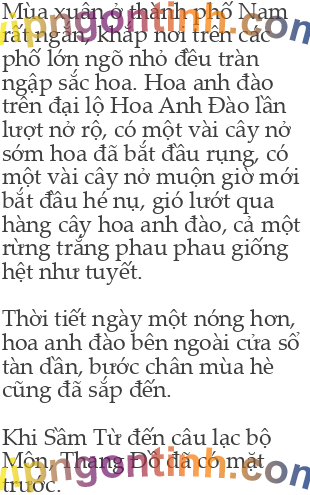 Mùa xuân ở thành phố Nam
rất ngắn, khắp nơi trên các
phố lớn ngõ nhỏ đều tràn
ngập sắc hoa. Hoa anh đào
trên đại lộ Hoa Anh Đào lần
lượt nở rộ, có một vài cây nở
sớm hoa đã bắt đầu rụng, có
một vài cây nở muộn giờ mới
bắt đầu hé nụ, gió lướt qua
hàng cây hoa anh đào, cả một
rừng trắng phau phau giống
hệt như tuyết.

Thời tiết ngày một nóng hơn,
hoa anh đào bên ngoài cửa sổ
tàn dần, bước chân mùa hè
cũng đã sắp đến.

Khi Sầm Từ đến câu lạc bộ
Môn, Thang Đồ đã có mặt
trước.
vipngontinh.com
vipngontinh.com